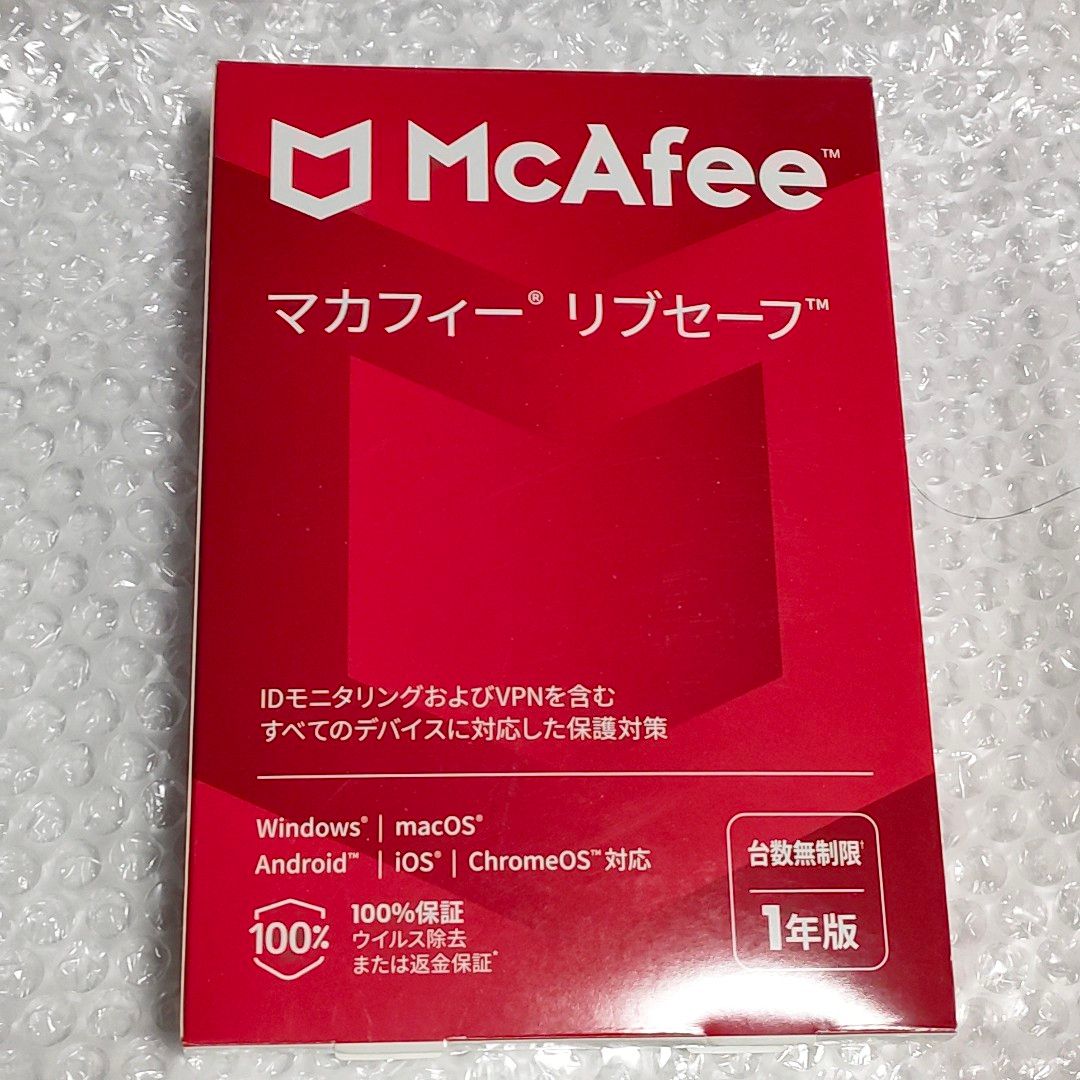 McAfee™
マカフィー® リブセーフ™
IDモニタリングおよびVPNを含む
すべてのデバイスに対応した保護対策
Windows® | macOS®
Android™ | iOS® | ChromeOS™ 対応
100%
100%保証
ウイルス除去
または返金保証*
台数無制限†
1年版